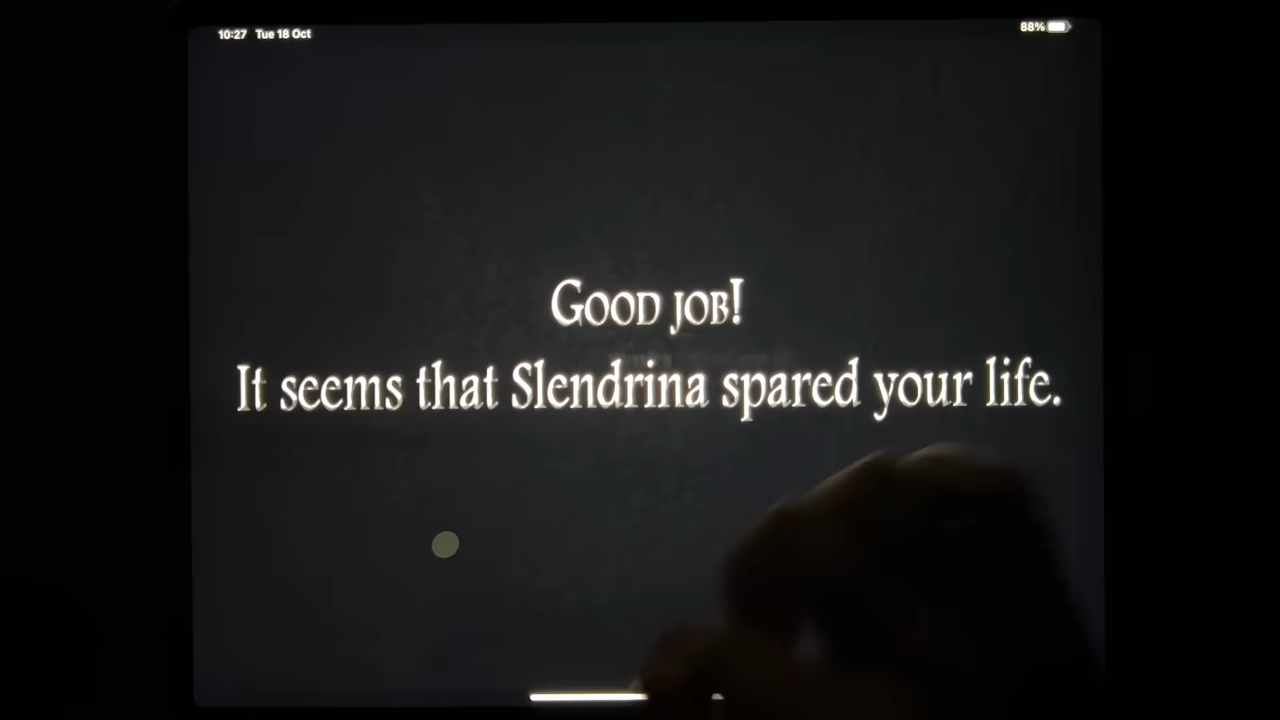 10:27 Tue 18 Oct
88%
Good job!
It seems that Slendrina spared your life.